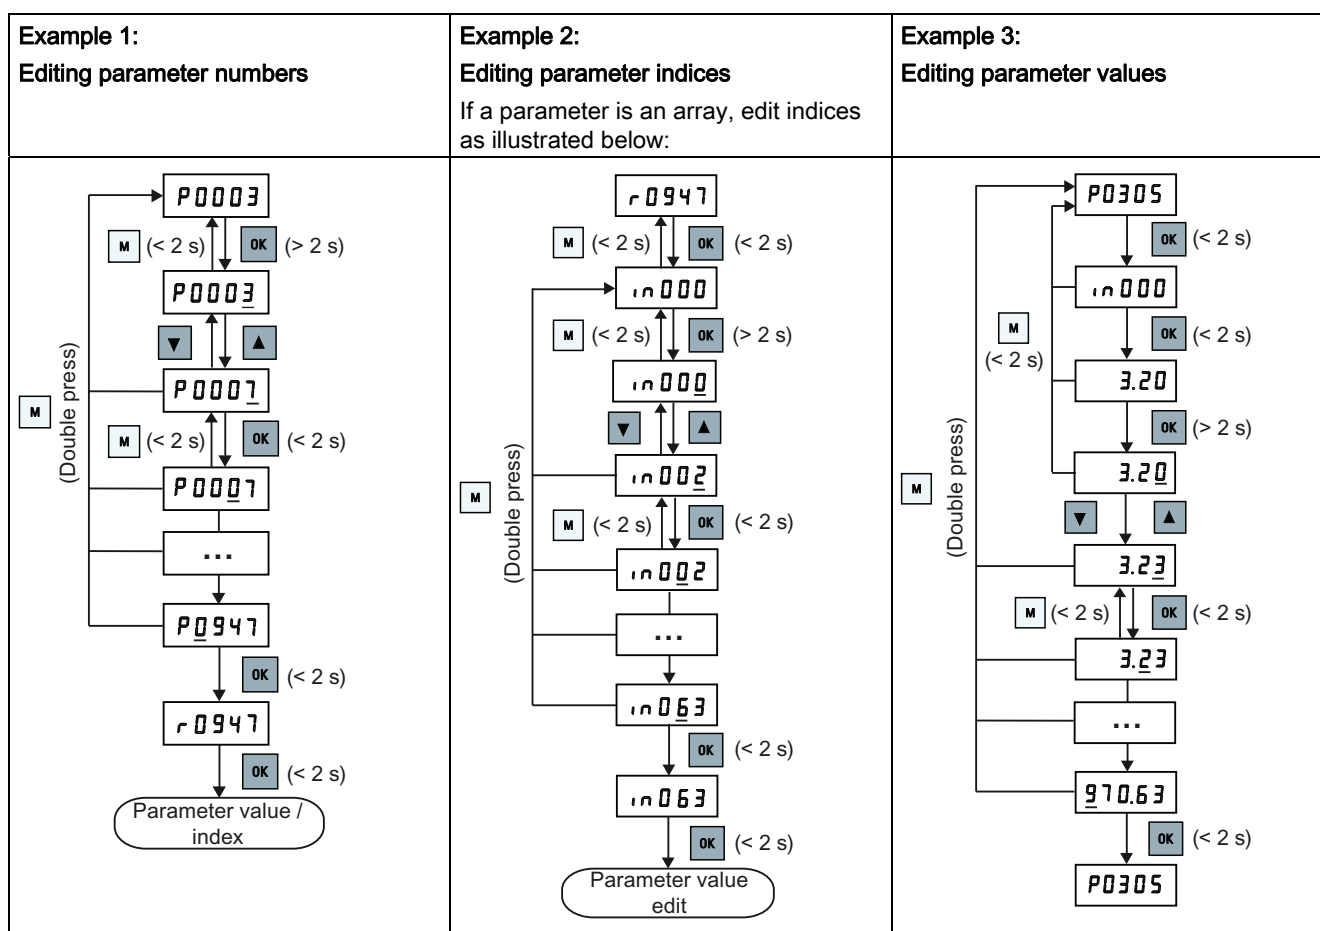 Example 1:
Editing parameter numbers
P0003
M (< 2 s) OK (> 2 s)
P0003
▼ ▲
P0007
M (< 2 s) OK (< 2 s)
P0007
...
P0947
OK (< 2 s)
r0947
OK (< 2 s)
Parameter value /
index
M
(Double press)
Example 2:
Editing parameter indices
If a parameter is an array, edit indices
as illustrated below:
r0947
M (< 2 s) OK (< 2 s)
in000
M (< 2 s) OK (> 2 s)
in000
▼ ▲
in002
M (< 2 s) OK (< 2 s)
in002
...
in063
OK (< 2 s)
in063
OK (< 2 s)
Parameter value
edit
M
(Double press)
Example 3:
Editing parameter values
P0305
OK (< 2 s)
in000
OK (< 2 s)
M
(< 2 s)
3.20
OK (> 2 s)
3.20
▼ ▲
3.23
M (< 2 s) OK (< 2 s)
3.23
...
970.63
OK (< 2 s)
P0305
M
(Double press)